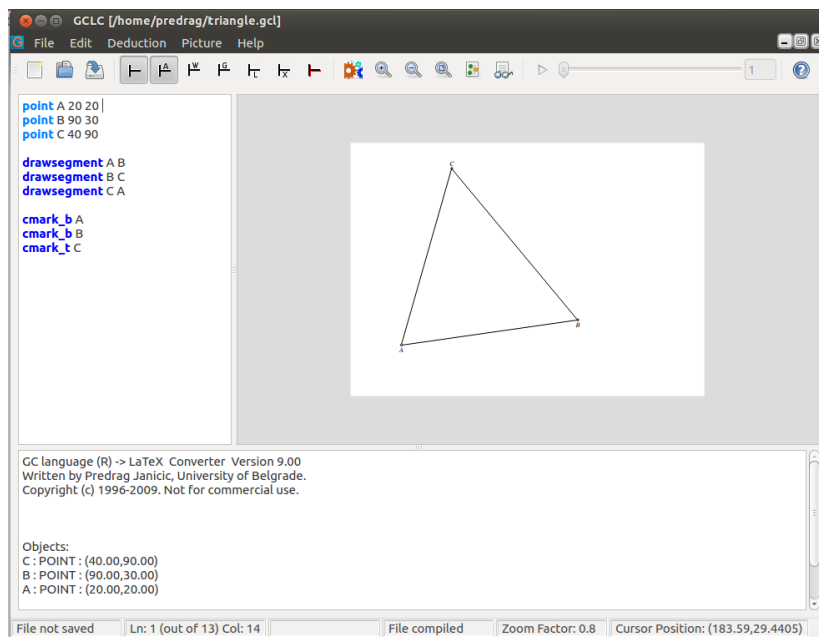 GCLC [/home/predrag/triangle.gcl]
File Edit Deduction Picture Help
A W G L X 1
point A 20 20
point B 90 30
point C 40 90
drawsegment A B
drawsegment B C
drawsegment C A
cmark_b A
cmark_b B
cmark_t C
C
B
A
GC language (R) -> LaTeX Converter Version 9.00
Written by Predrag Janicic, University of Belgrade.
Copyright (c) 1996-2009. Not for commercial use.
Objects:
C : POINT : (40.00,90.00)
B : POINT : (90.00,30.00)
A : POINT : (20.00,20.00)
File not saved Ln: 1 (out of 13) Col: 14 File compiled Zoom Factor: 0.8 Cursor Position: (183.59,29.4405)